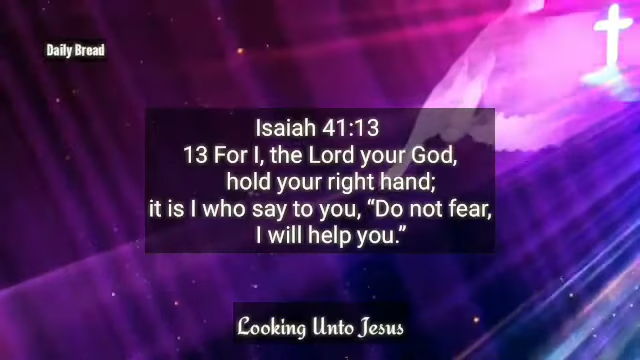 Daily Bread
Isaiah 41:13
13 For I, the Lord your God,
hold your right hand;
it is I who say to you, “Do not fear,
I will help you.”
Looking Unto Jesus